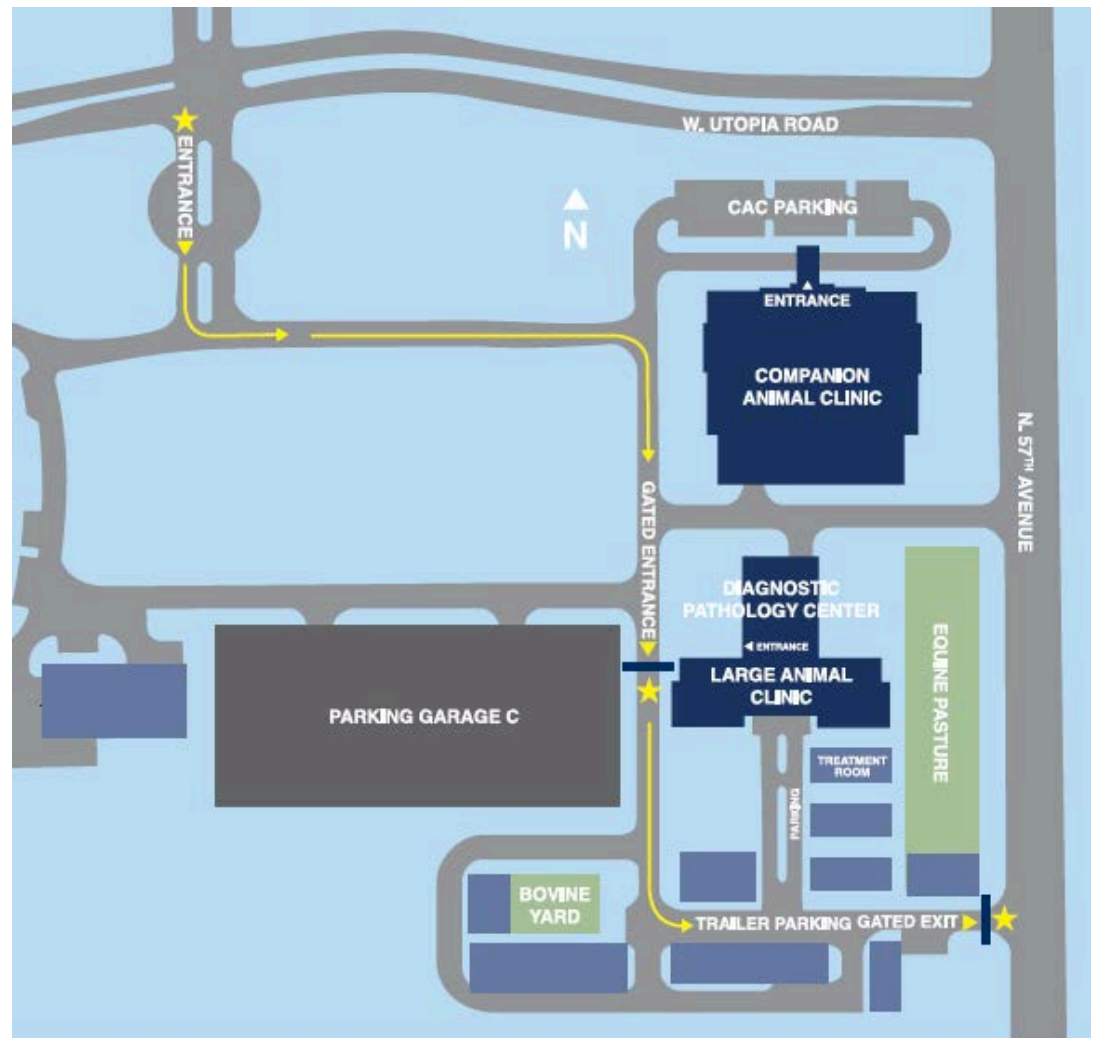 W. UTOPIA ROAD
ENTRANCE
CAC PARKING
N
ENTRANCE
COMPANION
ANIMAL CLINIC
N. 57TH AVENUE
GATED ENTRANCE
DIAGNOSTIC
PATHOLOGY CENTER
ENTRANCE
LARGE ANIMAL
CLINIC
EQUINE PASTURE
PARKING GARAGE C
TREATMENT
ROOM
PARKING
BOVINE
YARD
TRAILER PARKING GATED EXIT